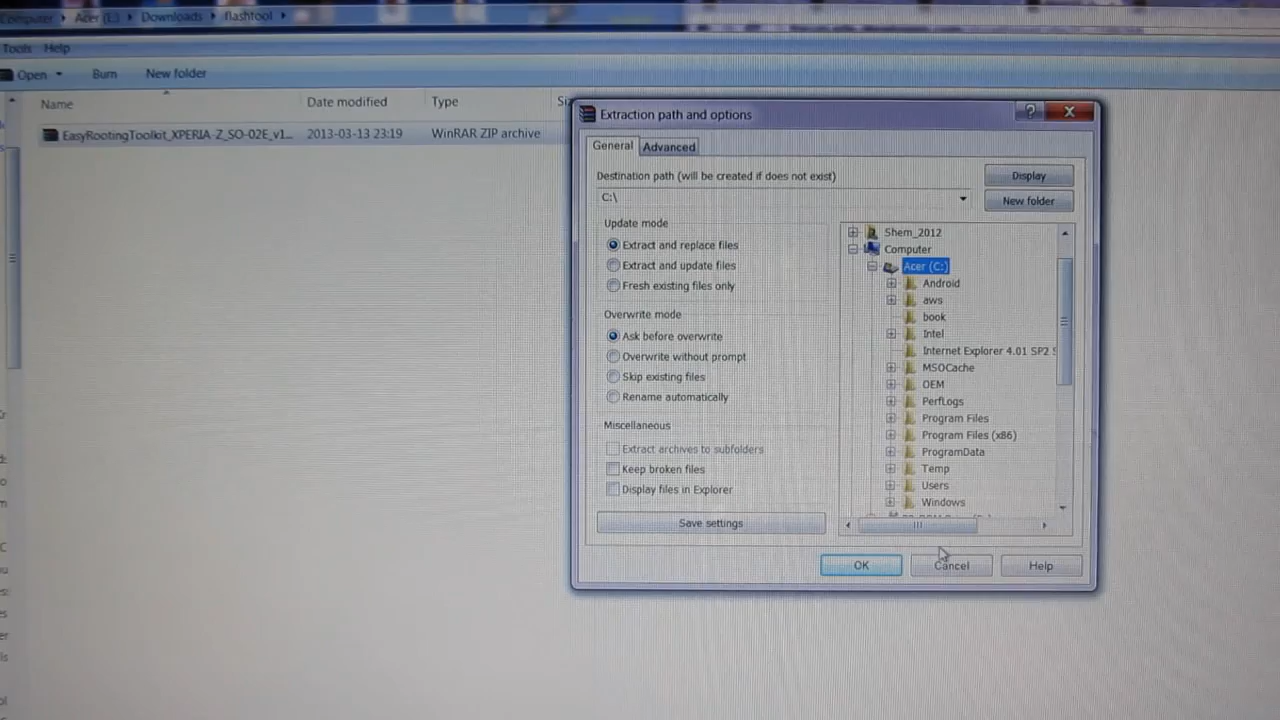 Computer ▸ Acer (C:) ▸ Downloads ▸ flashtool ▸
Tools Help
Open Burn New folder
Name Date modified Type
EasyRootingToolkit_XPERIA-Z_SO-02E_v1... 2013-03-13 23:19 WinRAR ZIP archive
Extraction path and options
General Advanced
Destination path (will be created if does not exist)
Display
C:\
New folder
Update mode
Extract and replace files
Extract and update files
Fresh existing files only
Overwrite mode
Ask before overwrite
Overwrite without prompt
Skip existing files
Rename automatically
Miscellaneous
Extract archives to subfolders
Keep broken files
Display files in Explorer
Save settings
Shem_2012
Computer
Acer (C:)
Android
aws
book
Intel
Internet Explorer 4.01 SP2 S
MSOCache
OEM
PerfLogs
Program Files
Program Files (x86)
ProgramData
Temp
Users
Windows
OK Cancel Help